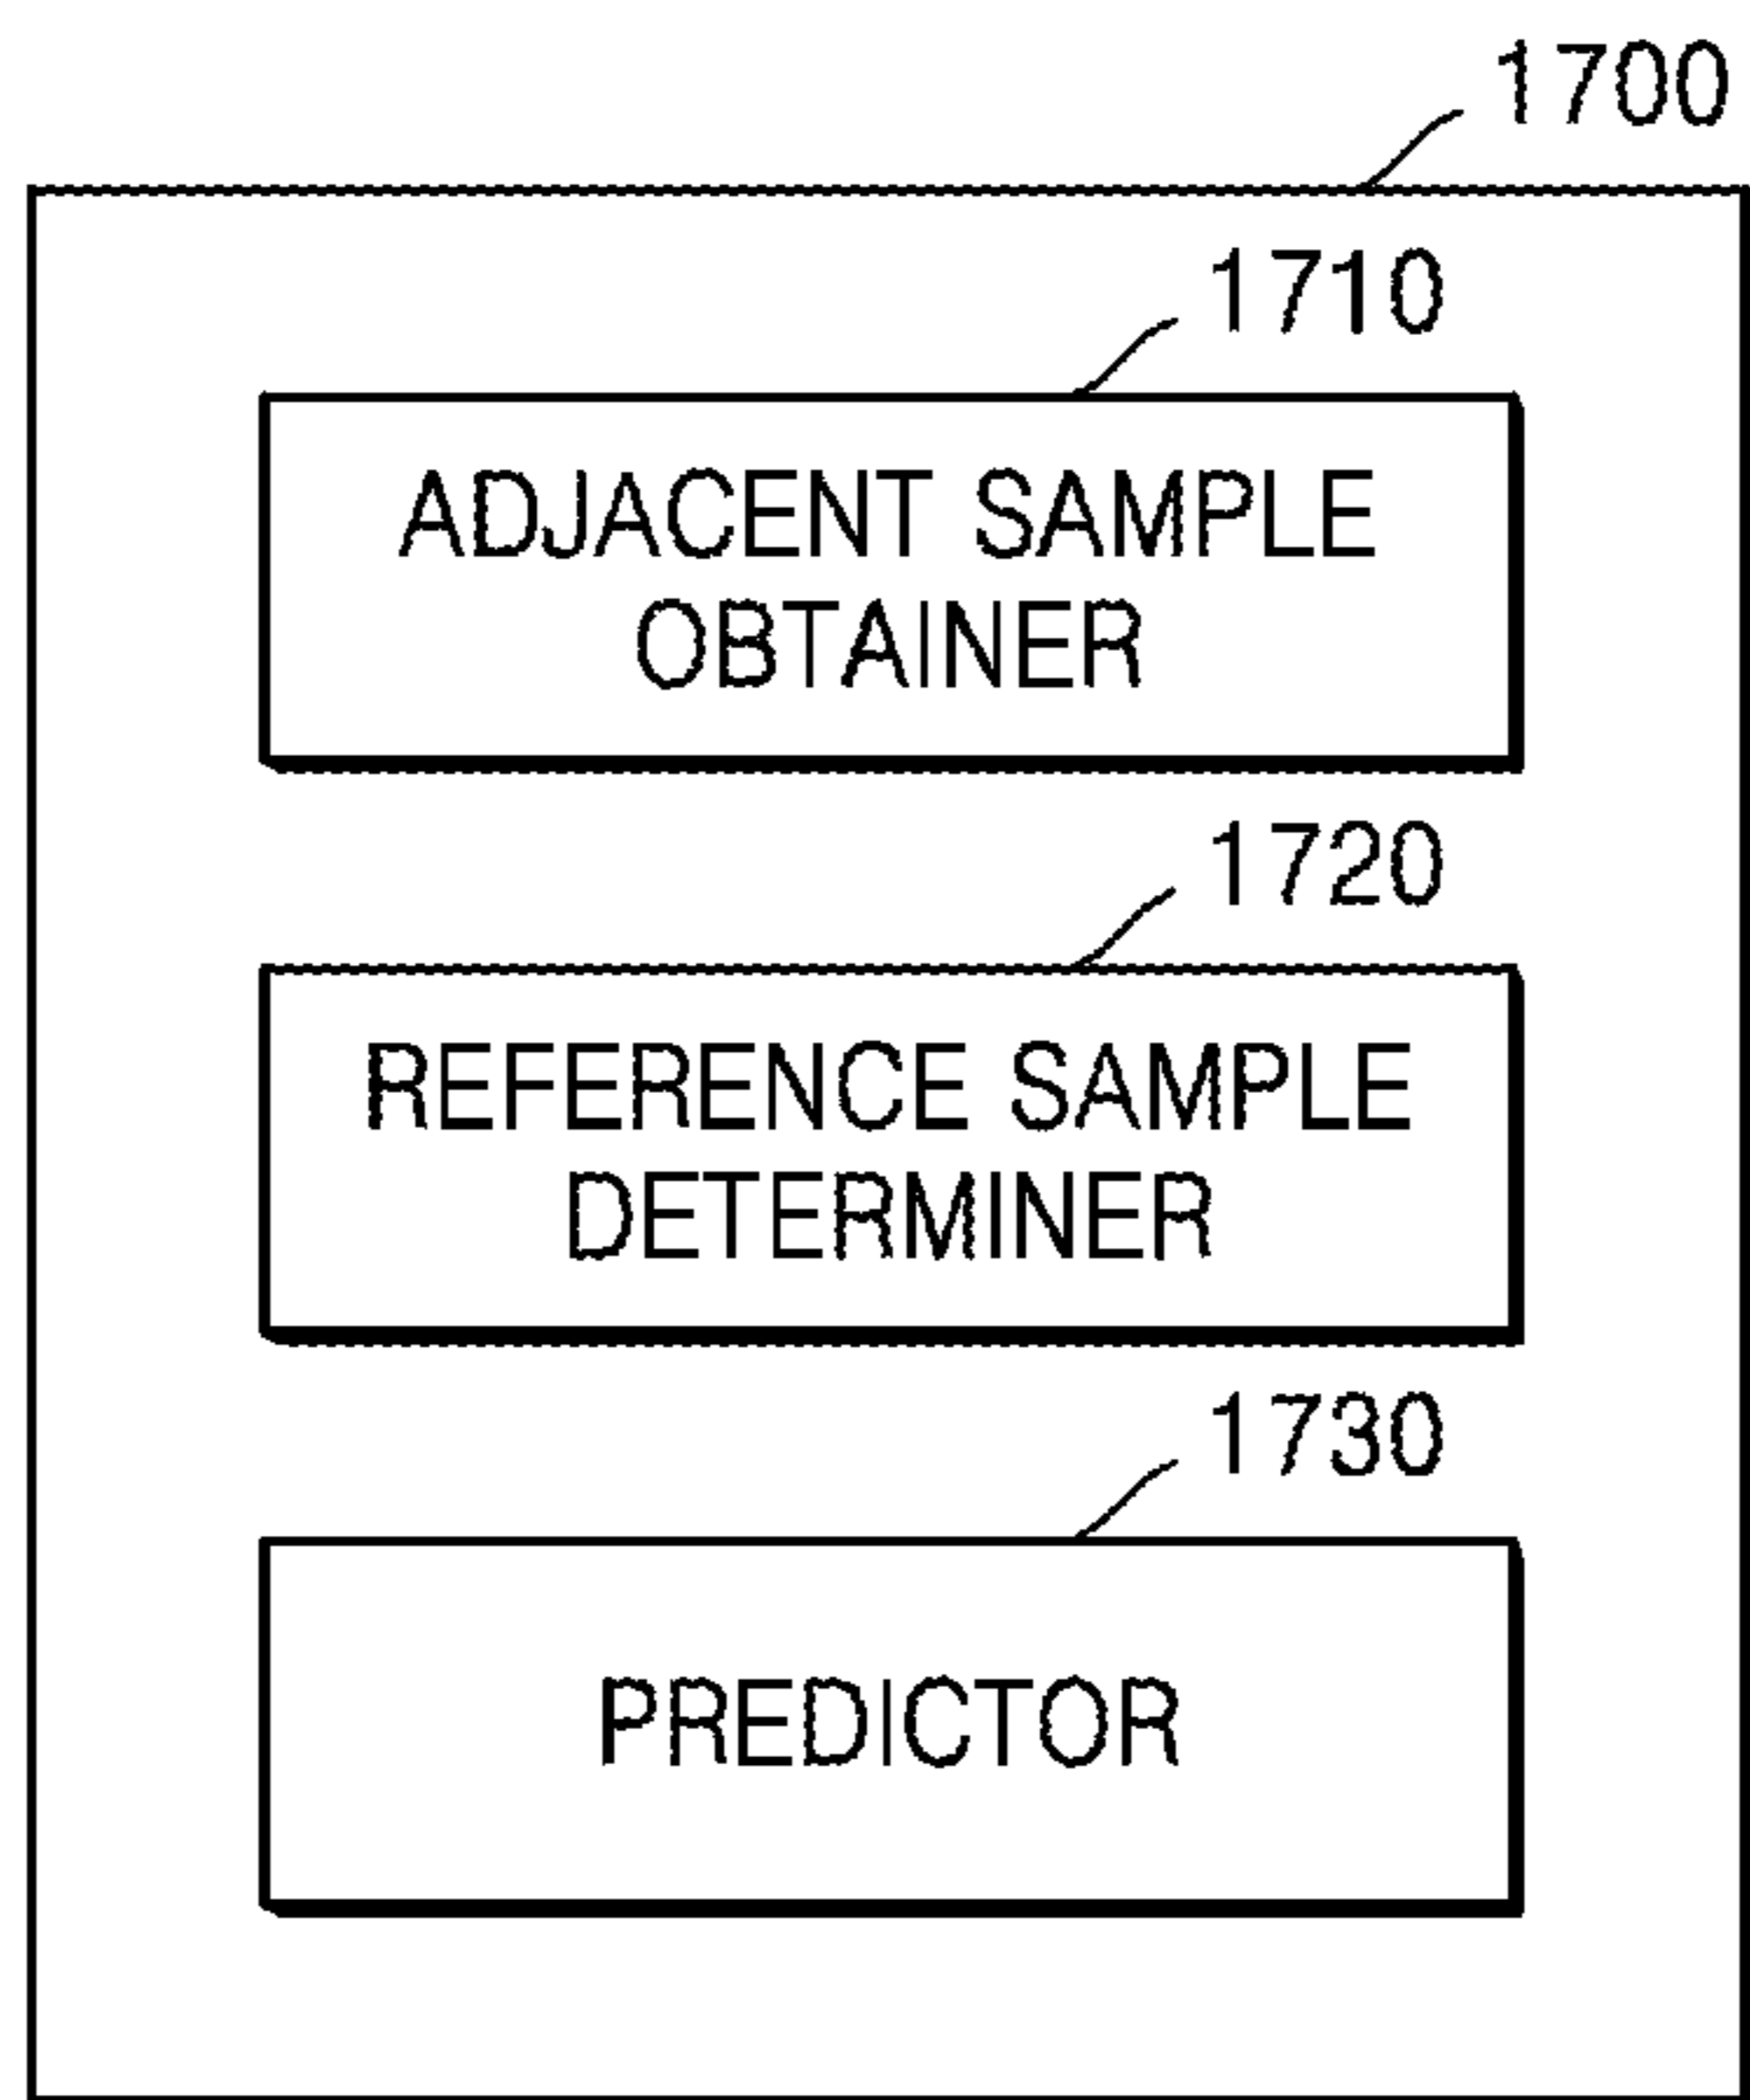 1700
1710
ADJACENT SAMPLE
OBTAINER
1720
REFERENCE SAMPLE
DETERMINER
1730
PREDICTOR